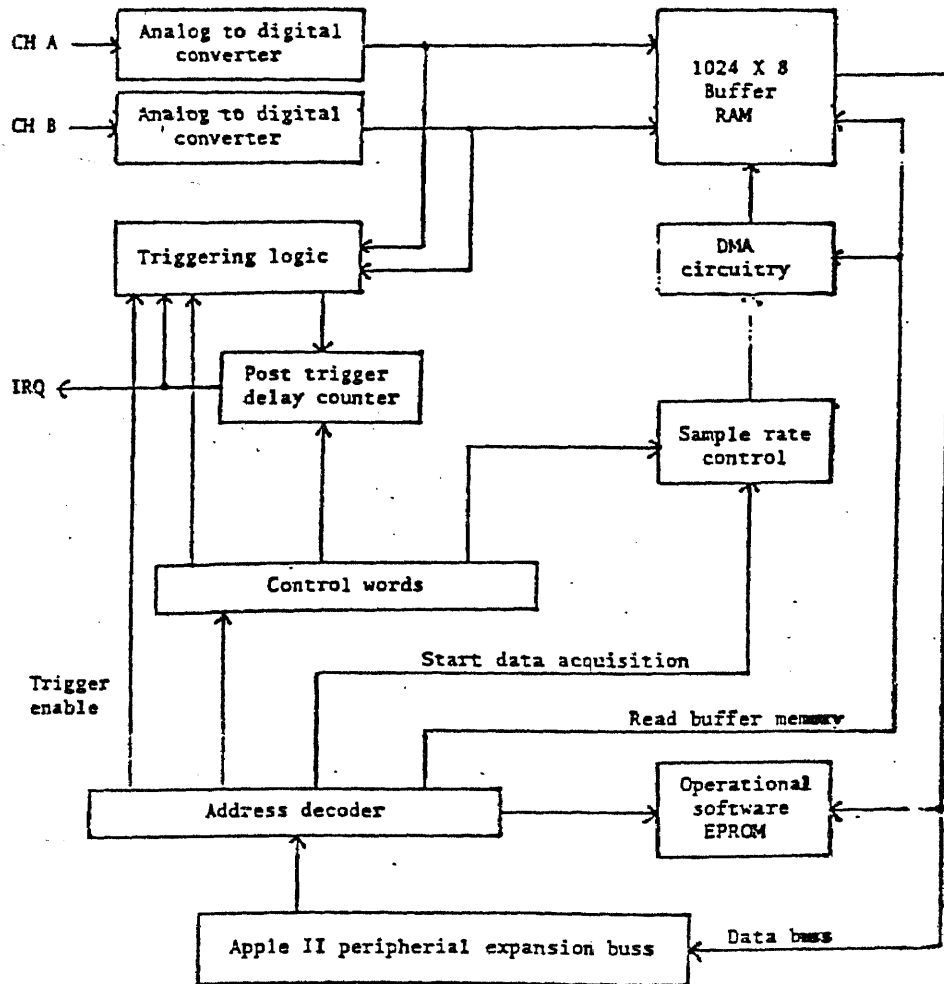 CH A
Analog to digital
converter
1024 X 8
Buffer
RAM
CH B
Analog to digital
converter
Triggering logic
DMA
circuitry
IRQ
Post trigger
delay counter
Sample rate
control
Control words
Start data acquisition
Trigger
enable
Read buffer memory
Address decoder
Operational
software
EPROM
Apple II peripherial expansion buss
Data buss